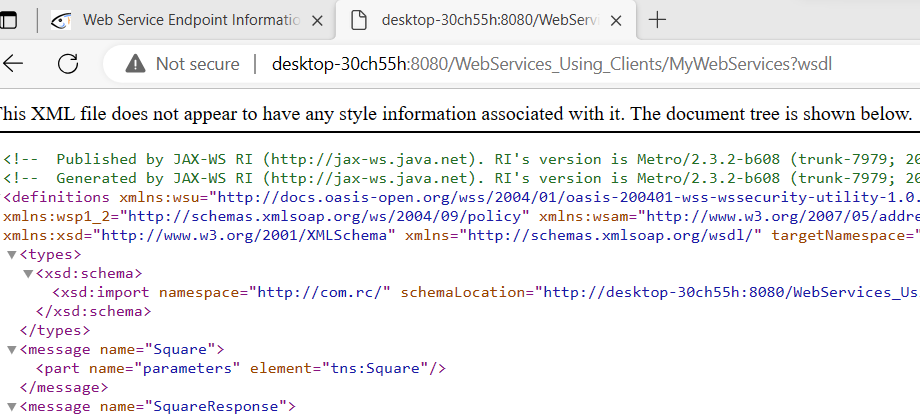 Web Service Endpoint Informatio
desktop-30ch55h:8080/WebServi
Not secure desktop-30ch55h:8080/WebServices_Using_Clients/MyWebServices?wsdl
This XML file does not appear to have any style information associated with it. The document tree is shown below.
<!-- Published by JAX-WS RI (http://jax-ws.java.net). RI's version is Metro/2.3.2-b608 (trunk-7979; 20
<!-- Generated by JAX-WS RI (http://jax-ws.java.net). RI's version is Metro/2.3.2-b608 (trunk-7979; 20
<definitions xmlns:wsu="http://docs.oasis-open.org/wss/2004/01/oasis-200401-wss-wssecurity-utility-1.0.
xmlns:wsp1_2="http://schemas.xmlsoap.org/ws/2004/09/policy" xmlns:wsam="http://www.w3.org/2007/05/addre
xmlns:xsd="http://www.w3.org/2001/XMLSchema" xmlns="http://schemas.xmlsoap.org/wsdl/" targetNamespace="
<types>
<xsd:schema>
<xsd:import namespace="http://com.rc/" schemaLocation="http://desktop-30ch55h:8080/WebServices_Us
</xsd:schema>
</types>
<message name="Square">
<part name="parameters" element="tns:Square"/>
</message>
<message name="SquareResponse">